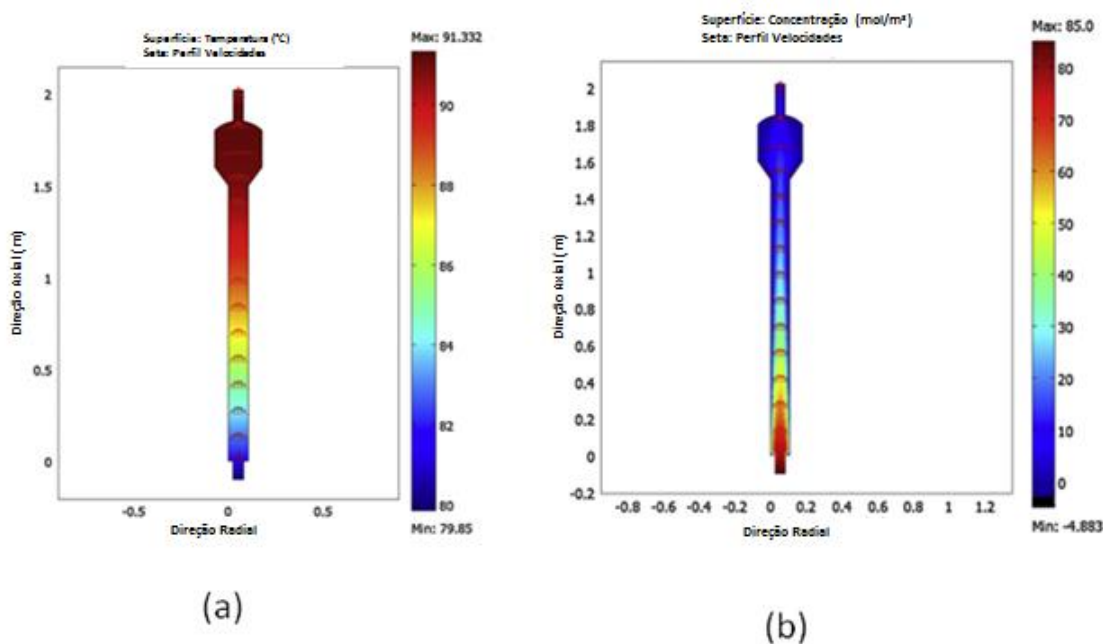 Superfície: Temperatura (°C)
Seta: Perfil Velocidades
Max: 91.332
90
88
86
84
82
80
Min: 79.85
2
1.5
1
0.5
0
Direção Axial (m)
-0.5
0
0.5
Direção Radial
(a)
Superfície: Concentração (mol/m³)
Seta: Perfil Velocidades
Max: 85.0
80
70
60
50
40
30
20
10
0
Min: -4.883
2
1.8
1.6
1.4
1.2
1
0.8
0.6
0.4
0.2
0
-0.2
Direção Axial (m)
-0.8 -0.6 -0.4 -0.2 0 0.2 0.4 0.6 0.8 1 1.2
Direção Radial
(b)